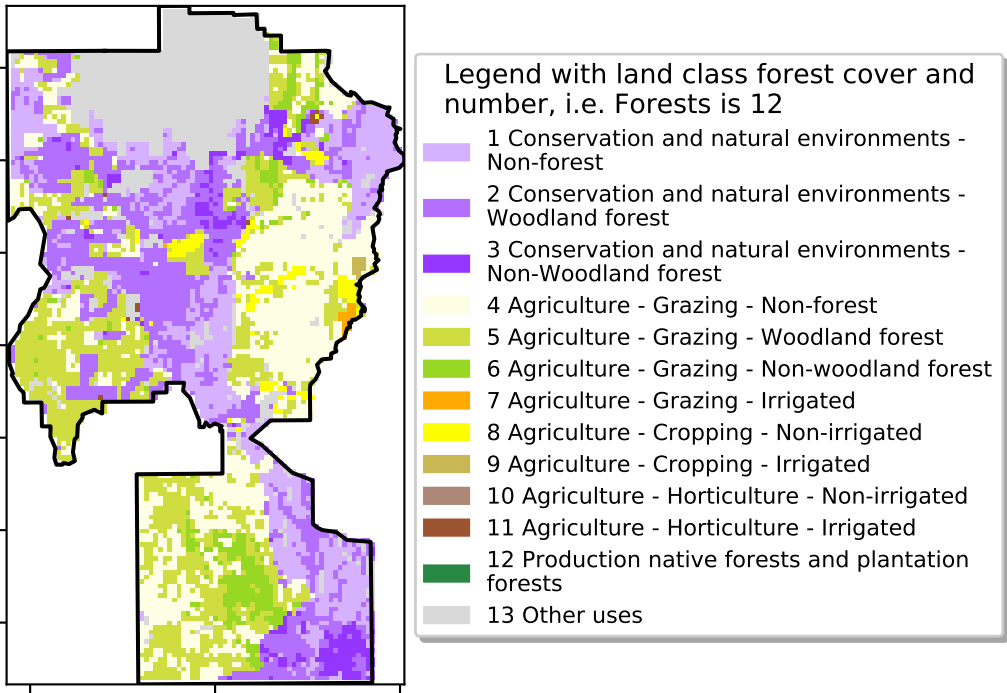 Legend with land class forest cover and
number, i.e. Forests is 12
1 Conservation and natural environments -
Non-forest
2 Conservation and natural environments -
Woodland forest
3 Conservation and natural environments -
Non-Woodland forest
4 Agriculture - Grazing - Non-forest
5 Agriculture - Grazing - Woodland forest
6 Agriculture - Grazing - Non-woodland forest
7 Agriculture - Grazing - Irrigated
8 Agriculture - Cropping - Non-irrigated
9 Agriculture - Cropping - Irrigated
10 Agriculture - Horticulture - Non-irrigated
11 Agriculture - Horticulture - Irrigated
12 Production native forests and plantation
forests
13 Other uses